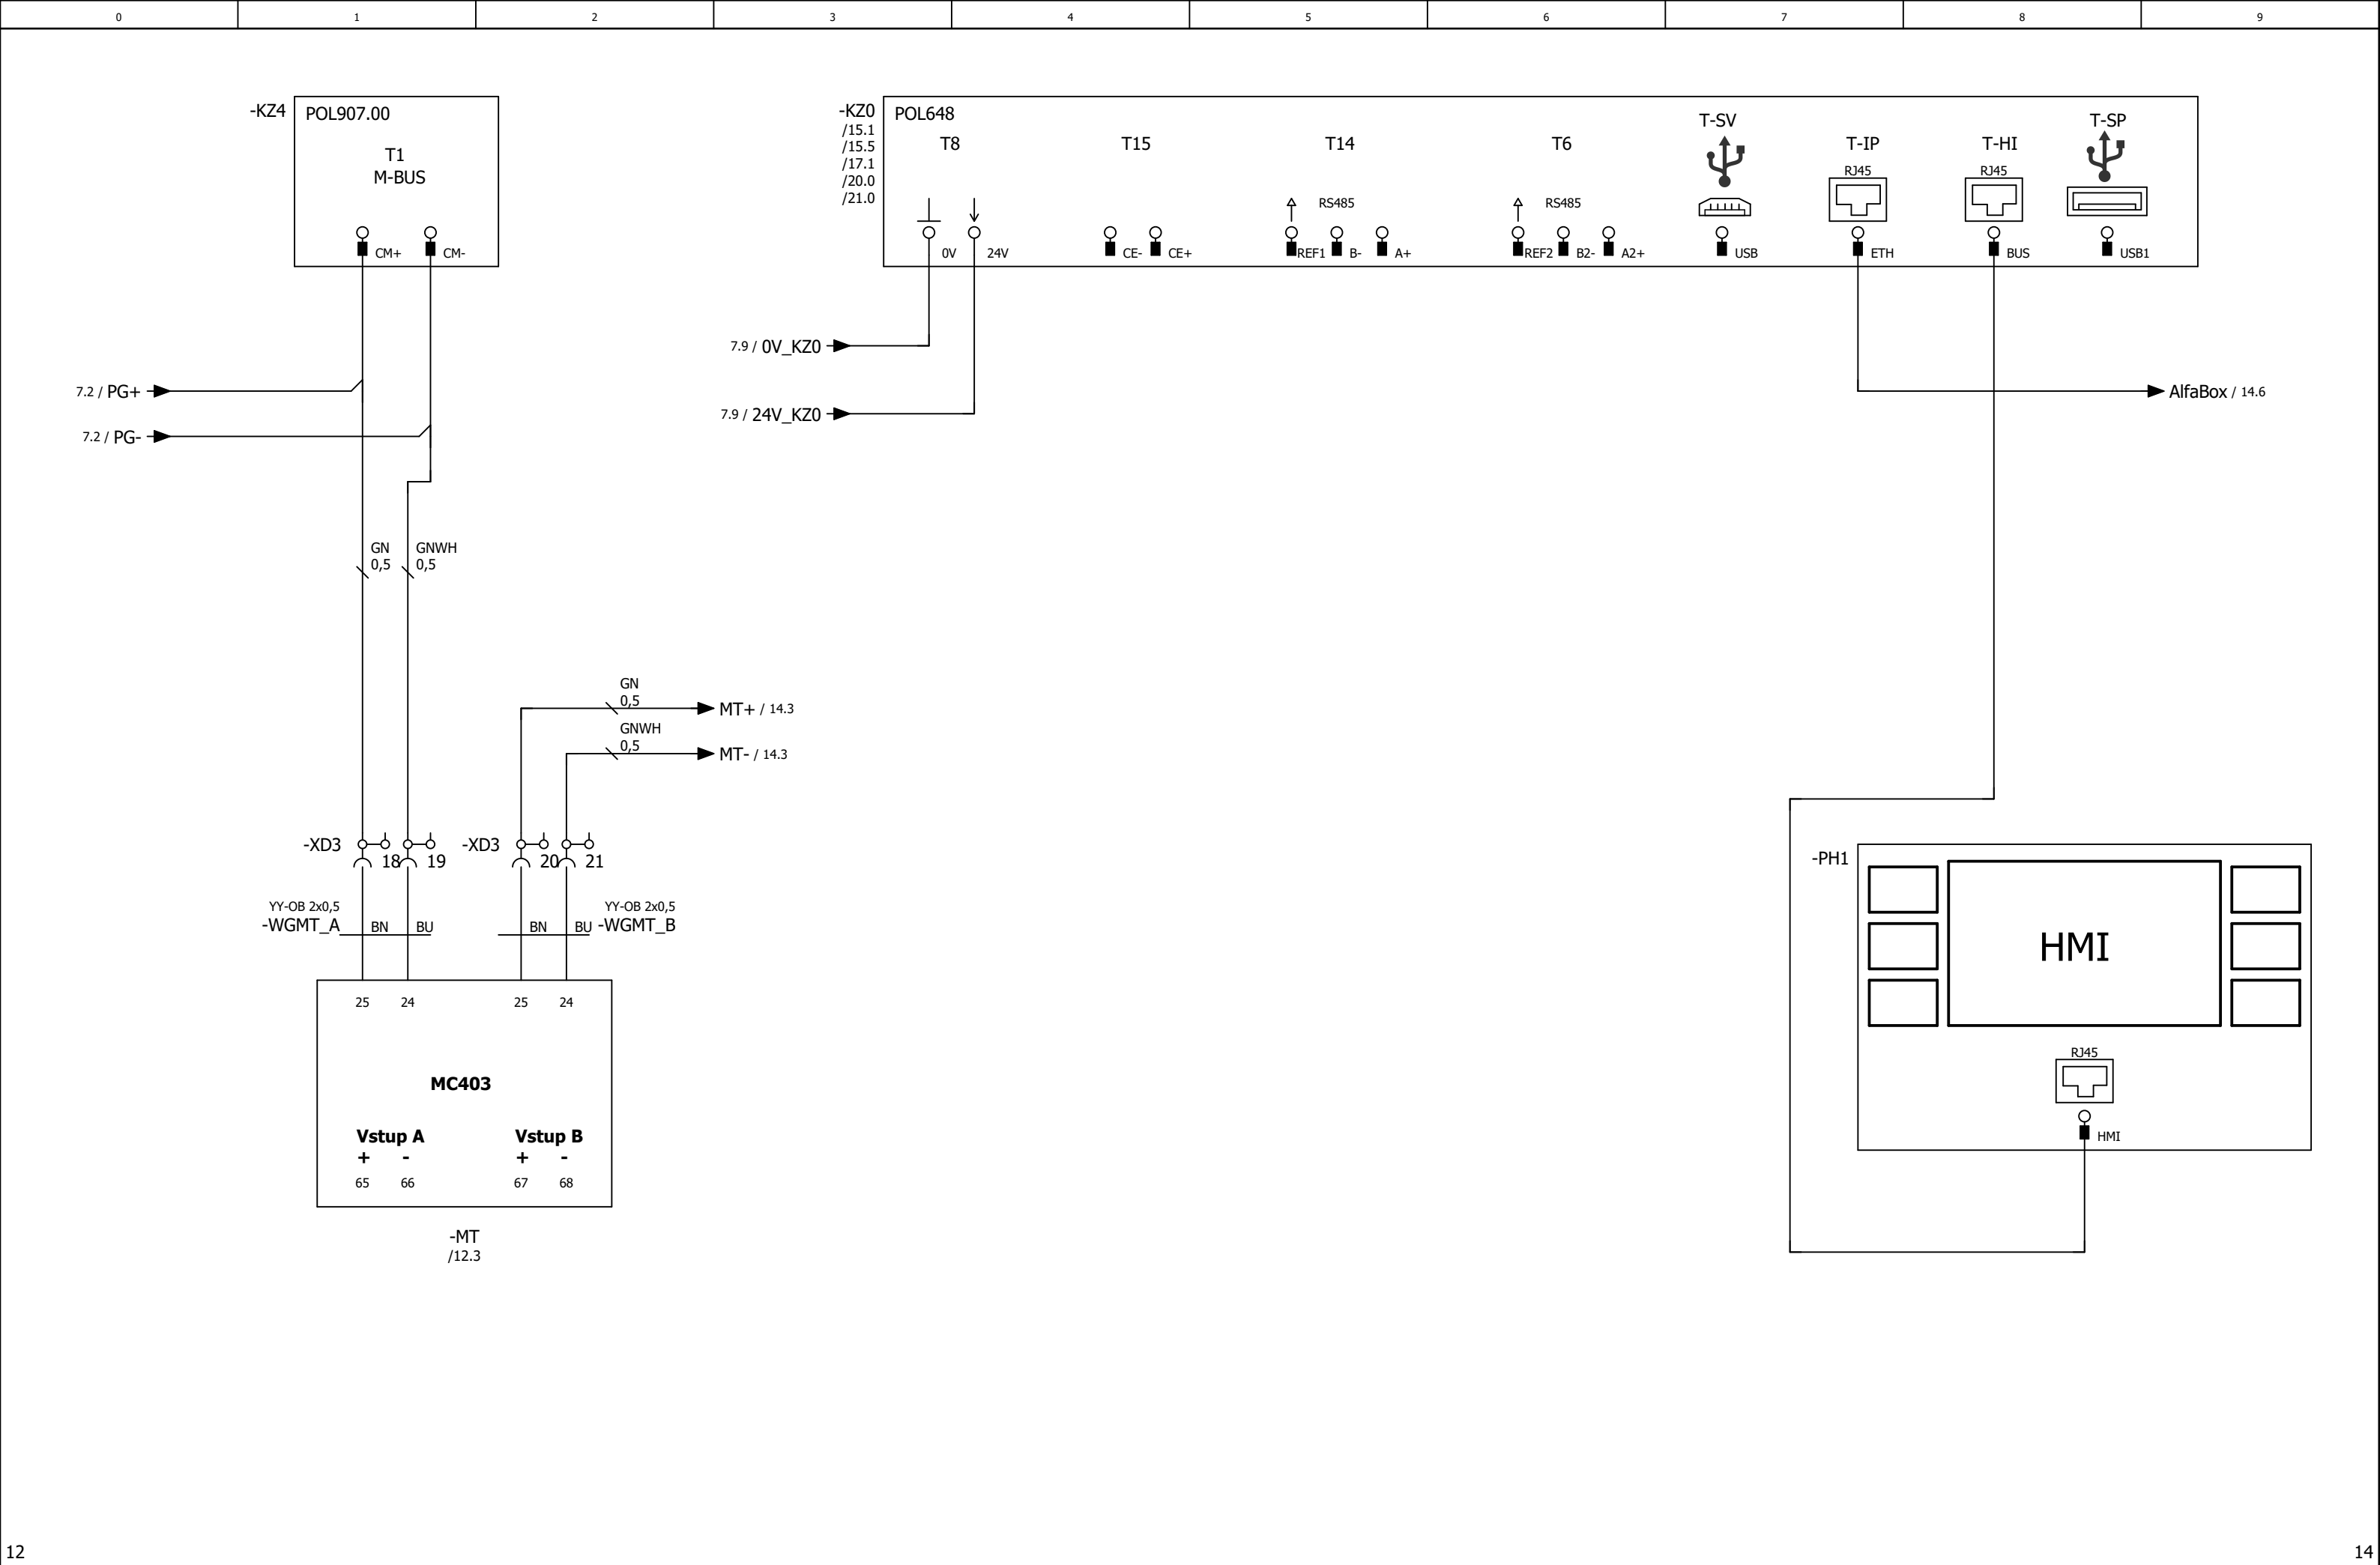 0 1 2 3 4 5 6 7 8 9
-KZ4
POL907.00
T1
M-BUS
CM+ CM-
-KZ0
/15.1
/15.5
/17.1
/20.0
/21.0
POL648
T8 T15 T14 T6 T-SV T-IP T-HI T-SP
RJ45 RJ45
RS485 RS485
0V 24V CE- CE+ REF1 B- A+ REF2 B2- A2+ USB ETH BUS USB1
7.9 / 0V_KZ0
7.2 / PG+
AlfaBox / 14.6
7.9 / 24V_KZ0
7.2 / PG-
GN GNWH
0,5 0,5
GN
0,5
MT+ / 14.3
GNWH
0,5
MT- / 14.3
-XD3 18 19 -XD3 20 21
YY-OB 2x0,5
-WGMT_A BN BU
YY-OB 2x0,5
BN BU -WGMT_B
25 24 25 24
MC403
Vstup A Vstup B
+ - + -
65 66 67 68
-MT
/12.3
-PH1
HMI
RJ45
HMI
12 14